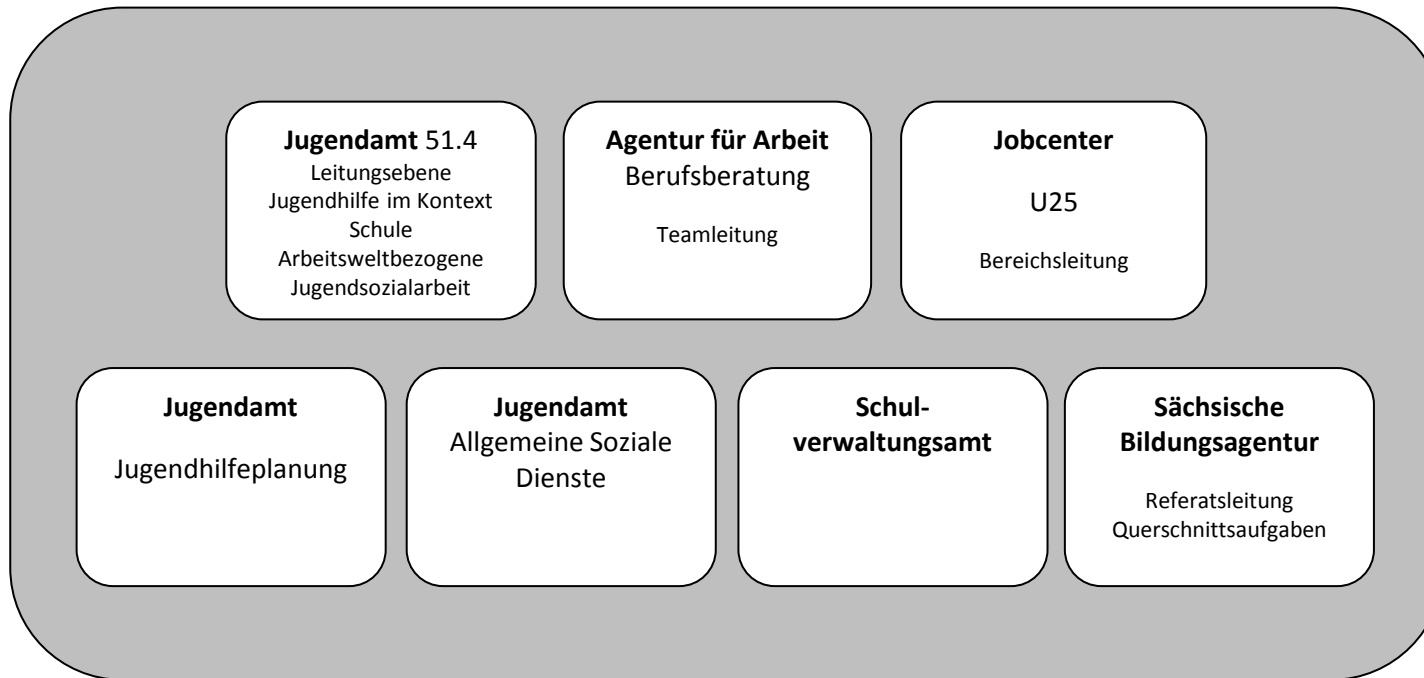 Jugendamt 51.4
Leitungsebene
Jugendhilfe im Kontext
Schule
Arbeitsweltbezogene
Jugendsozialarbeit
Agentur für Arbeit
Berufsberatung
Teamleitung
Jobcenter
U25
Bereichsleitung
Jugendamt
Jugendhilfeplanung
Jugendamt
Allgemeine Soziale
Dienste
Schul-
verwaltungsamt
Sächsische
Bildungsagentur
Referatsleitung
Querschnittsaufgaben